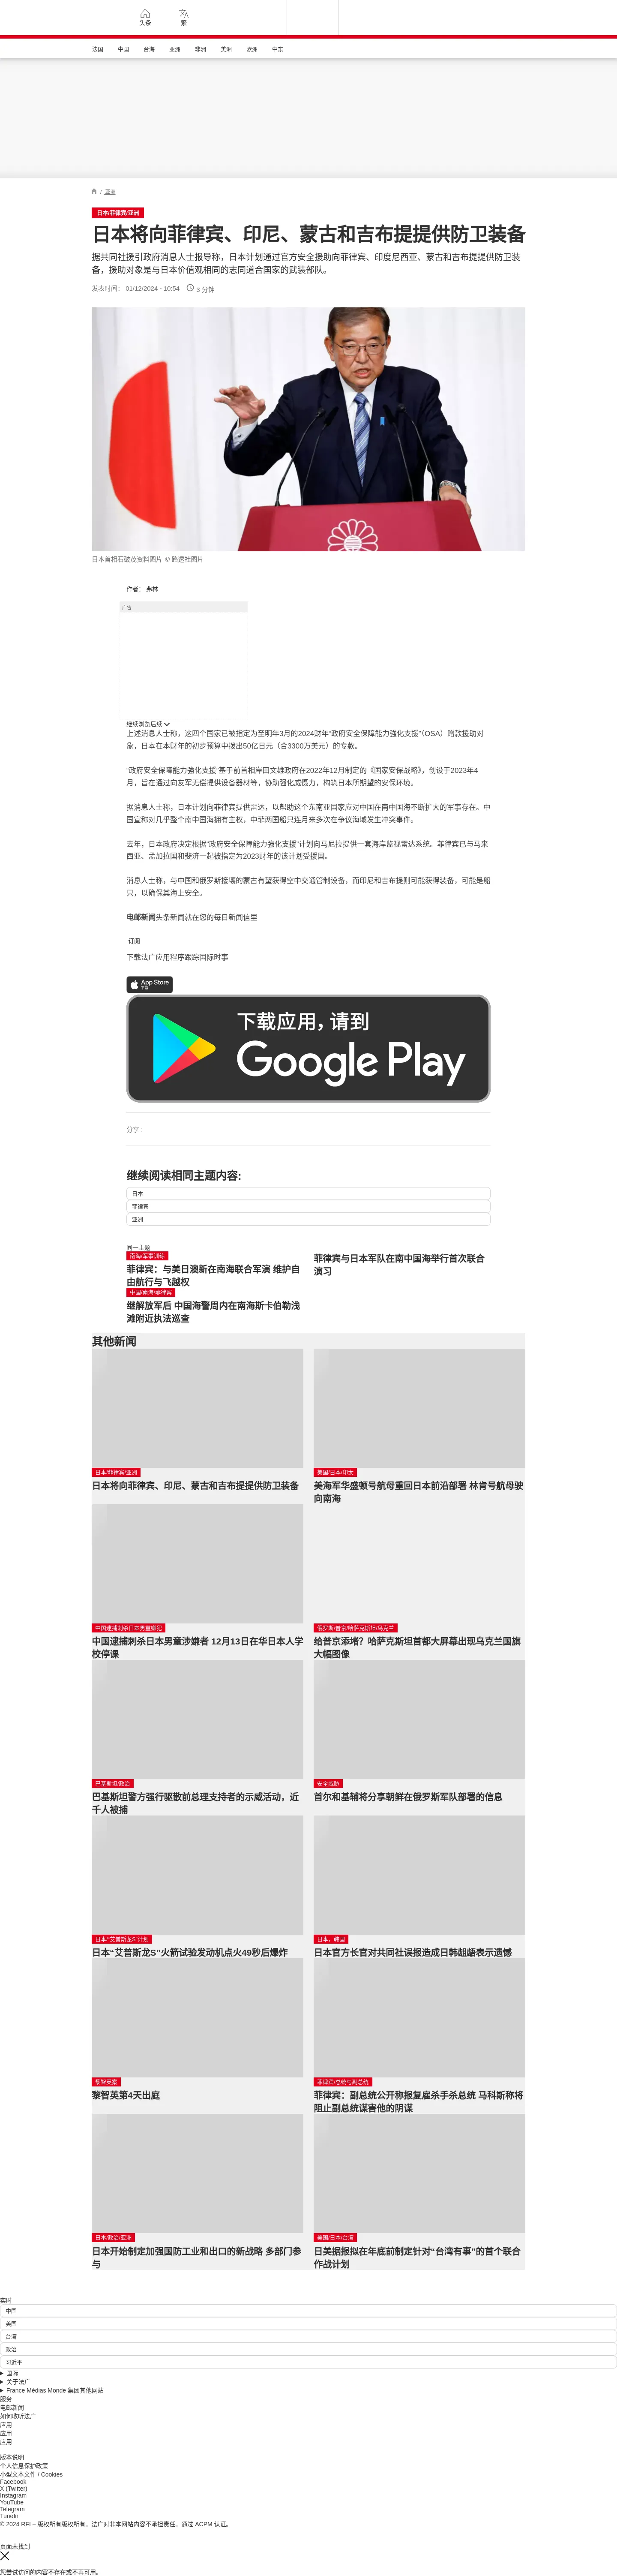 头条
繁
法国
中国
台海
亚洲
非洲
美洲
欧洲
中东
/ 亚洲
日本/菲律宾/亚洲
日本将向菲律宾、印尼、蒙古和吉布提提供防卫装备
据共同社援引政府消息人士报导称，日本计划通过官方安全援助向菲律宾、印度尼西亚、蒙古和吉布提提供防卫装
备，援助对象是与日本价值观相同的志同道合国家的武装部队。
发表时间： 01/12/2024 - 10:54 3 分钟
日本首相石破茂资料图片 © 路透社图片
作者： 弗林
广告
继续浏览后续
上述消息人士称，这四个国家已被指定为至明年3月的2024财年“政府安全保障能力强化支援”（OSA）赠款援助对
象，日本在本财年的初步预算中拨出50亿日元（合3300万美元）的专款。
“政府安全保障能力强化支援”基于前首相岸田文雄政府在2022年12月制定的《国家安保战略》，创设于2023年4
月，旨在通过向友军无偿提供设备器材等，协助强化威慑力，构筑日本所期望的安保环境。
据消息人士称，日本计划向菲律宾提供雷达，以帮助这个东南亚国家应对中国在南中国海不断扩大的军事存在。中
国宣称对几乎整个南中国海拥有主权，中菲两国船只连月来多次在争议海域发生冲突事件。
去年，日本政府决定根据“政府安全保障能力强化支援”计划向马尼拉提供一套海岸监视雷达系统。菲律宾已与马来
西亚、孟加拉国和斐济一起被指定为2023财年的该计划受援国。
消息人士称，与中国和俄罗斯接壤的蒙古有望获得空中交通管制设备，而印尼和吉布提则可能获得装备，可能是船
只，以确保其海上安全。
电邮新闻头条新闻就在您的每日新闻信里
订阅
下载法广应用程序跟踪国际时事
App Store
下载
下载应用，请到
Google Play
分享 :
继续阅读相同主题内容:
日本
菲律宾
亚洲
同一主题
南海/军事训练
菲律宾：与美日澳新在南海联合军演 维护自
由航行与飞越权
菲律宾与日本军队在南中国海举行首次联合
演习
中国/南海/菲律宾
继解放军后 中国海警周内在南海斯卡伯勒浅
滩附近执法巡查
其他新闻
日本/菲律宾/亚洲
日本将向菲律宾、印尼、蒙古和吉布提提供防卫装备
美国/日本/印太
美海军华盛顿号航母重回日本前沿部署 林肯号航母驶
向南海
中国逮捕刺杀日本男童嫌犯
中国逮捕刺杀日本男童涉嫌者 12月13日在华日本人学
校停课
俄罗斯/普京/哈萨克斯坦/乌克兰
给普京添堵？哈萨克斯坦首都大屏幕出现乌克兰国旗
大幅图像
巴基斯坦/政治
巴基斯坦警方强行驱散前总理支持者的示威活动，近
千人被捕
安全威胁
首尔和基辅将分享朝鲜在俄罗斯军队部署的信息
日本/“艾普斯龙S”计划
日本“艾普斯龙S”火箭试验发动机点火49秒后爆炸
日本，韩国
日本官方长官对共同社误报造成日韩龃龉表示遗憾
黎智英案
黎智英第4天出庭
菲律宾/总统与副总统
菲律宾：副总统公开称报复雇杀手杀总统 马科斯称将
阻止副总统谋害他的阴谋
日本/政治/亚洲
日本开始制定加强国防工业和出口的新战略 多部门参
与
美国/日本/台湾
日美据报拟在年底前制定针对“台湾有事”的首个联合
作战计划
实时
中国
美国
台湾
政治
习近平
国际
关于法广
France Médias Monde 集团其他网站
服务
电邮新闻
如何收听法广
应用
应用
应用
版本说明
个人信息保护政策
小型文本文件 / Cookies
Facebook
X (Twitter)
Instagram
YouTube
Telegram
TuneIn
© 2024 RFI – 版权所有版权所有。法广对非本网站内容不承担责任。通过 ACPM 认证。
页面未找到
您尝试访问的内容不存在或不再可用。